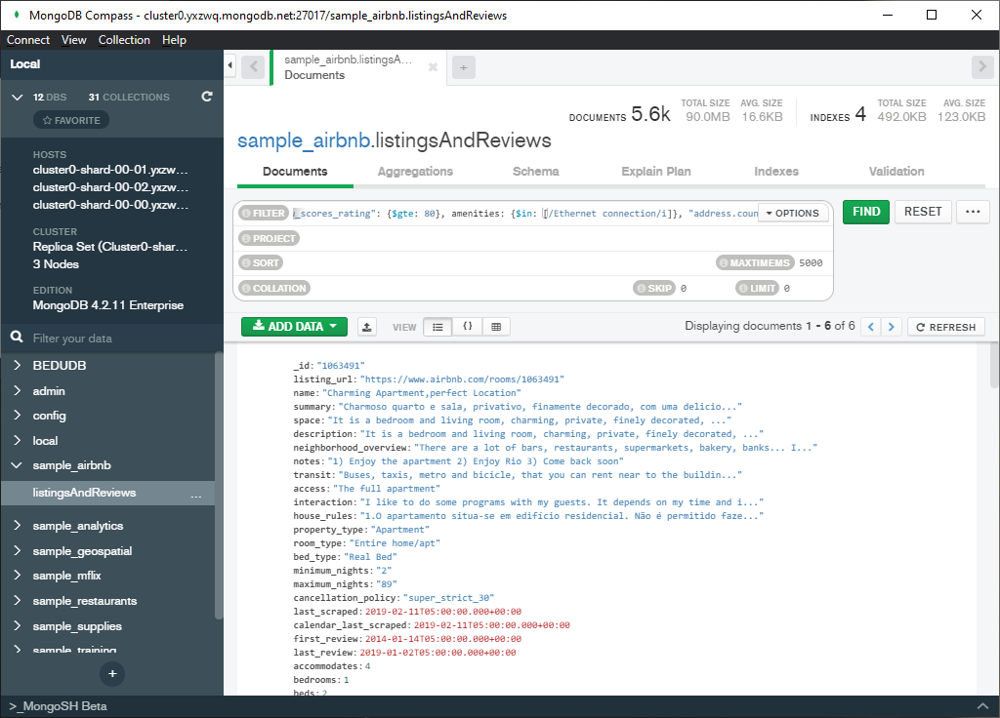 MongoDB Compass - cluster0.yxzwq.mongodb.net:27017/sample_airbnb.listingsAndReviews
Connect View Collection Help
Local
12 DBS 31 COLLECTIONS
FAVORITE
HOSTS
cluster0-shard-00-01.yxzw...
cluster0-shard-00-02.yxzw...
cluster0-shard-00-00.yxzw...
CLUSTER
Replica Set (Cluster0-shar...
3 Nodes
EDITION
MongoDB 4.2.11 Enterprise
Filter your data
BEDUDB
admin
config
local
sample_airbnb
listingsAndReviews ...
sample_analytics
sample_geospatial
sample_mflix
sample_restaurants
sample_supplies
sample_training
+
sample_airbnb.listingsA...
Documents
+
DOCUMENTS 5.6k TOTAL SIZE 90.0MB AVG. SIZE 16.6KB INDEXES 4 TOTAL SIZE 492.0KB AVG. SIZE 123.0KB
sample_airbnb.listingsAndReviews
Documents Aggregations Schema Explain Plan Indexes Validation
FILTER _scores_rating": {$gte: 80}, amenities: {$in: [/Ethernet connection/i]}, "address.coun OPTIONS FIND RESET ...
PROJECT
SORT MAXTIMEMS 5000
COLLATION SKIP 0 LIMIT 0
ADD DATA VIEW {} Displaying documents 1 - 6 of 6 < > REFRESH
_id: "1063491"
listing_url: "https://www.airbnb.com/rooms/1063491"
name: "Charming Apartment,perfect Location"
summary: "Charmoso quarto e sala, privativo, finamente decorado, com uma delicio..."
space: "It is a bedroom and living room, charming, private, finely decorated, ..."
description: "It is a bedroom and living room, charming, private, finely decorated, ..."
neighborhood_overview: "There are a lot of bars, restaurants, supermarkets, bakery, banks... I..."
notes: "1) Enjoy the apartment 2) Enjoy Rio 3) Come back soon"
transit: "Buses, taxis, metro and bicicle, that you can rent near to the buildin..."
access: "The full apartment"
interaction: "I like to do some programs with my guests. It depends on my time and i..."
house_rules: "1.O apartamento situa-se em edifício residencial. Não é permitido faze..."
property_type: "Apartment"
room_type: "Entire home/apt"
bed_type: "Real Bed"
minimum_nights: "2"
maximum_nights: "89"
cancellation_policy: "super_strict_30"
last_scraped: 2019-02-11T05:00:00.000+00:00
calendar_last_scraped: 2019-02-11T05:00:00.000+00:00
first_review: 2014-01-14T05:00:00.000+00:00
last_review: 2019-01-02T05:00:00.000+00:00
accommodates: 4
bedrooms: 1
beds: 2
>_MongoSH Beta